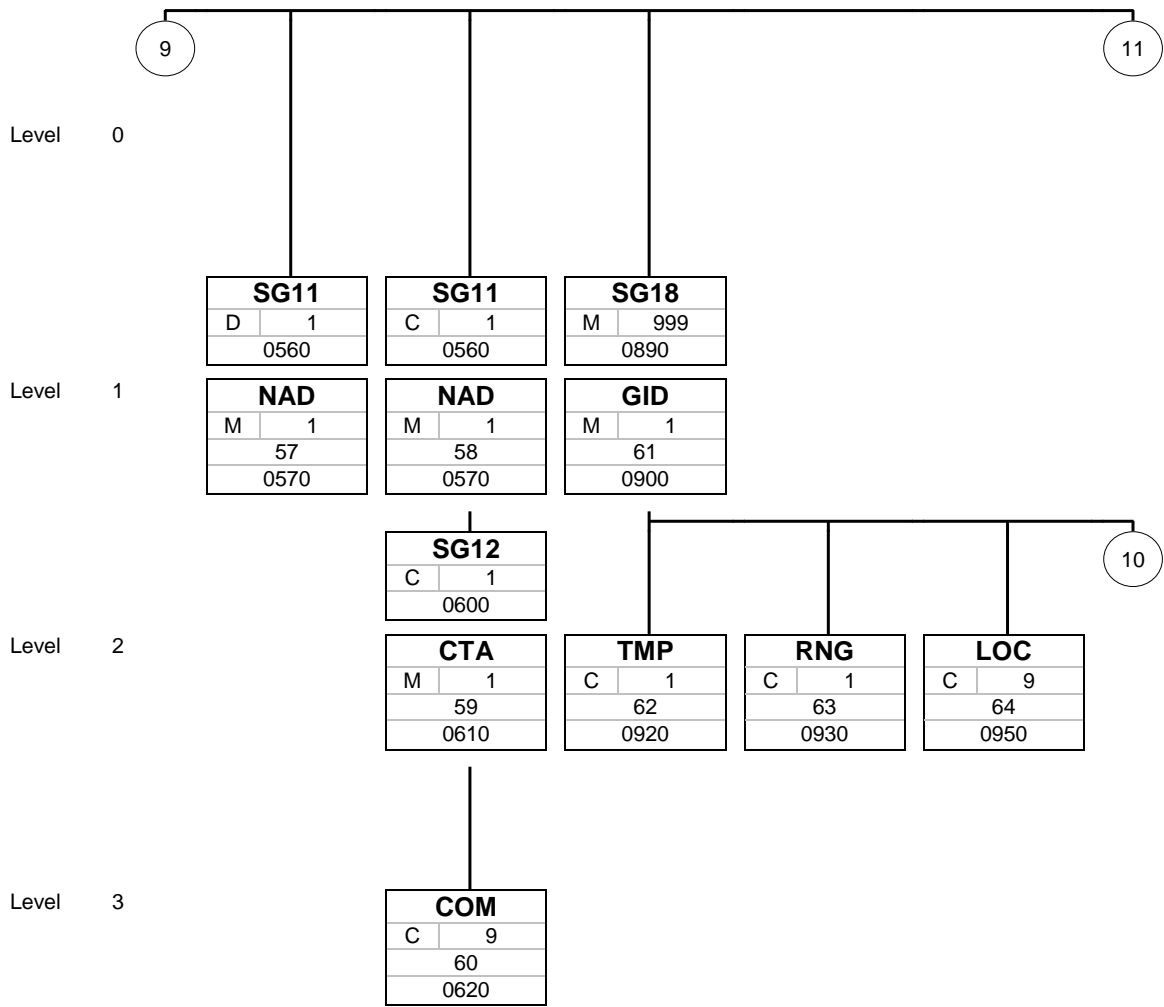 9 11
Level 0
SG11 SG11 SG18
D 1 C 1 M 999
0560 0560 0890
Level 1
NAD NAD GID
M 1 M 1 M 1
57 58 61
0570 0570 0900
SG12 10
C 1
0600
Level 2
CTA TMP RNG LOC
M 1 C 1 C 1 C 9
59 62 63 64
0610 0920 0930 0950
Level 3
COM
C 9
60
0620